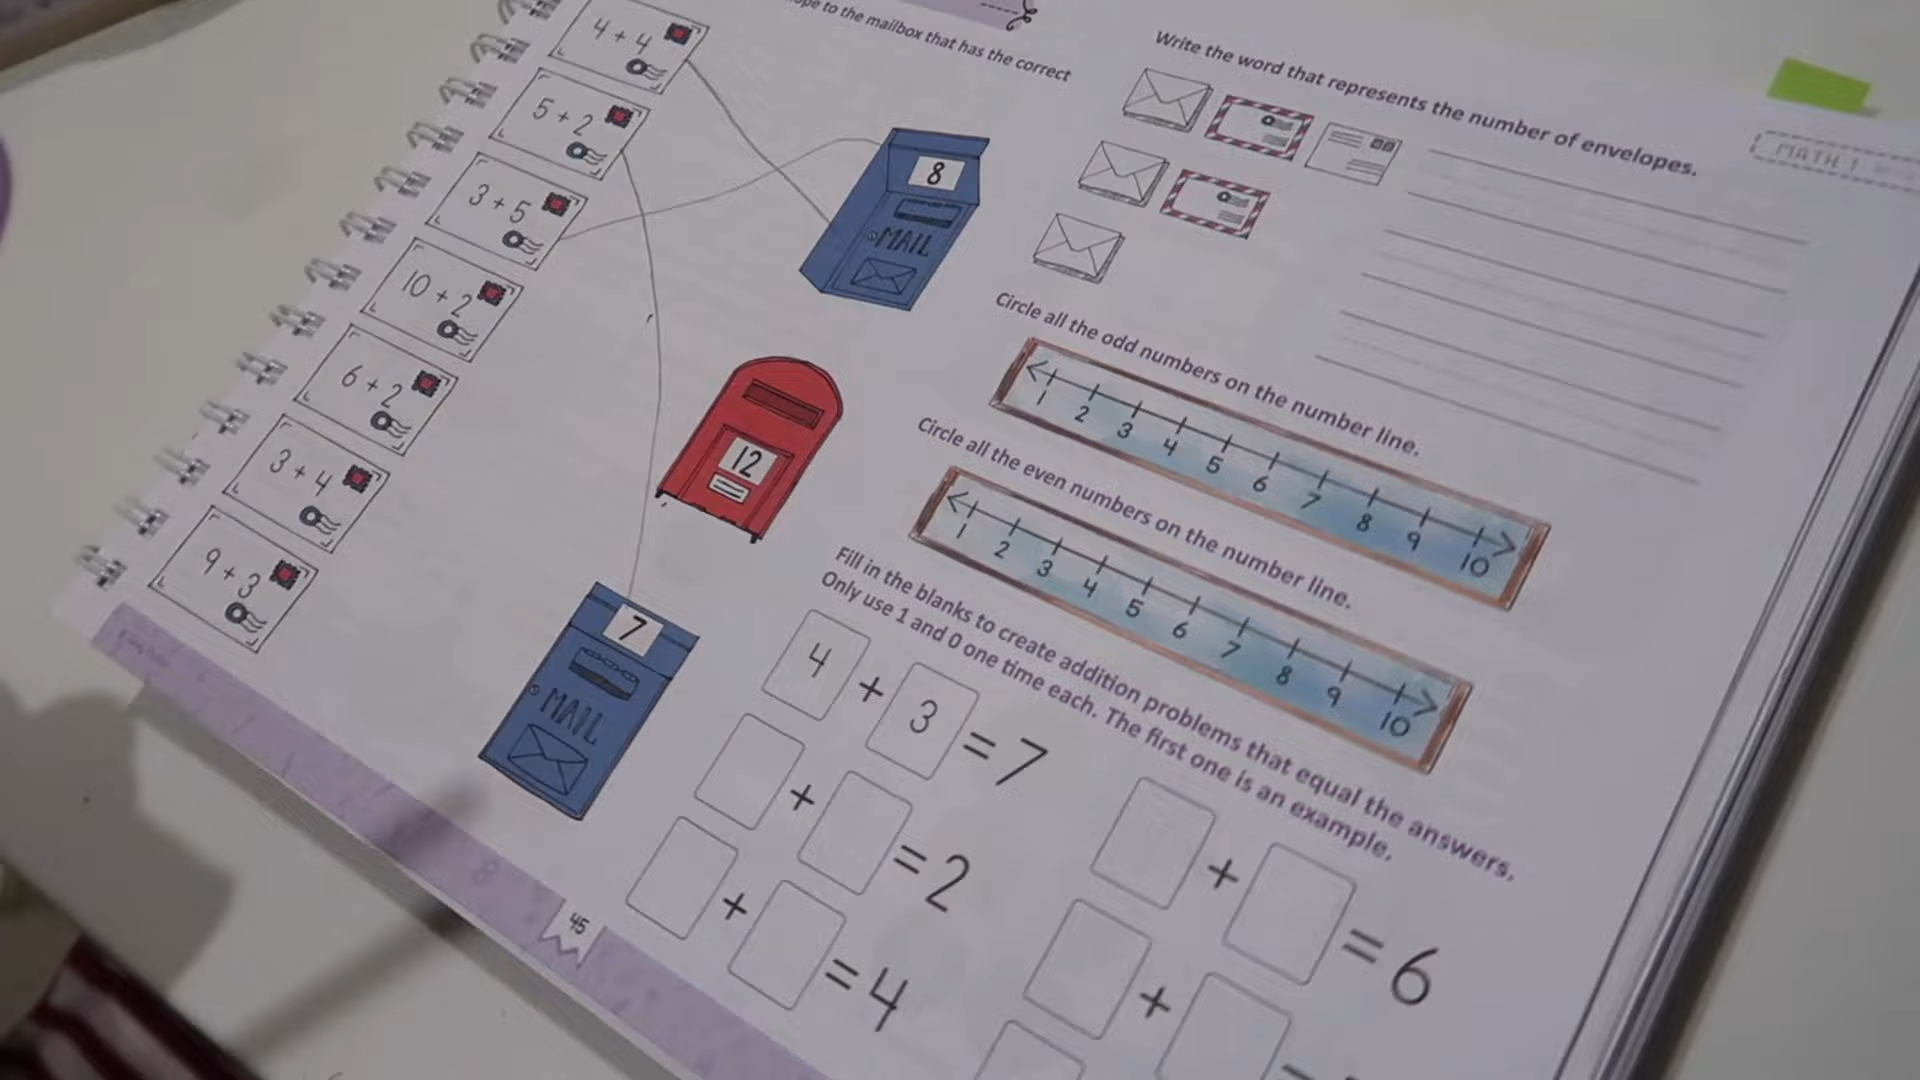 to the mailbox that has the correct
4 + 4
5 + 2
3 + 5
10 + 2
6 + 2
3 + 4
9 + 3
8
MAIL
12
7
MAIL
45
Write the word that represents the number of envelopes.
MATH 1
Circle all the odd numbers on the number line.
1 2 3 4 5 6 7 8 9 10
Circle all the even numbers on the number line.
1 2 3 4 5 6 7 8 9 10
Fill in the blanks to create addition problems that equal the answers.
Only use 1 and 0 one time each. The first one is an example.
4 + 3 = 7
+ = 2
+ = 4
+ = 6
+ =